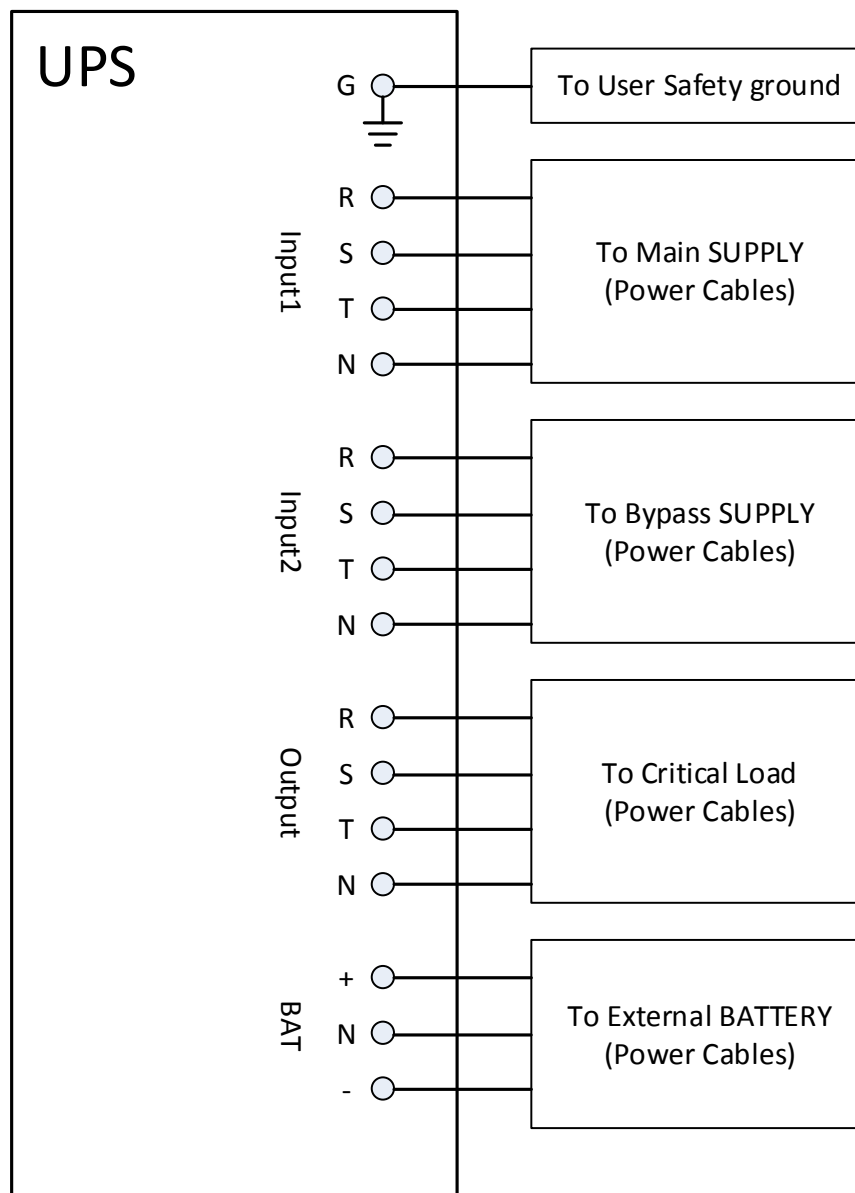 UPS
G
To User Safety ground
Input1
R
S
T
N
To Main SUPPLY
(Power Cables)
Input2
R
S
T
N
To Bypass SUPPLY
(Power Cables)
Output
R
S
T
N
To Critical Load
(Power Cables)
BAT
+
N
-
To External BATTERY
(Power Cables)